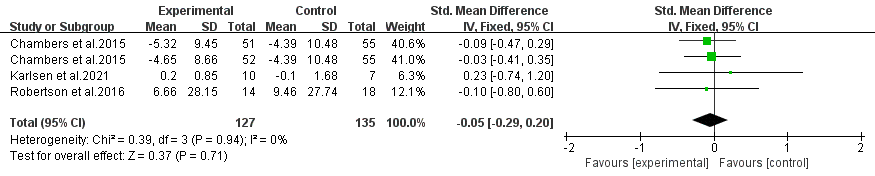 Experimental Control Std. Mean Difference Std. Mean Difference
Study or Subgroup Mean SD Total Mean SD Total Weight IV, Fixed, 95% CI IV, Fixed, 95% CI
Chambers et al.2015 -5.32 9.45 51 -4.39 10.48 55 40.6% -0.09 [-0.47, 0.29]
Chambers et al.2015 -4.65 8.66 52 -4.39 10.48 55 40.9% -0.03 [-0.41, 0.35]
Karlsen et al.2021 0.2 0.85 10 -0.1 1.68 7 6.3% 0.23 [-0.74, 1.20]
Robertson et al.2016 6.66 28.15 14 9.46 27.74 18 12.1% -0.10 [-0.80, 0.60]
Total (95% CI) 127 135 100.0% -0.05 [-0.29, 0.20]
Heterogeneity: Chi² = 0.39, df = 3 (P = 0.94); I² = 0%
Test for overall effect: Z = 0.37 (P = 0.71)
-2 -1 0 1 2
Favours [experimental] Favours [control]